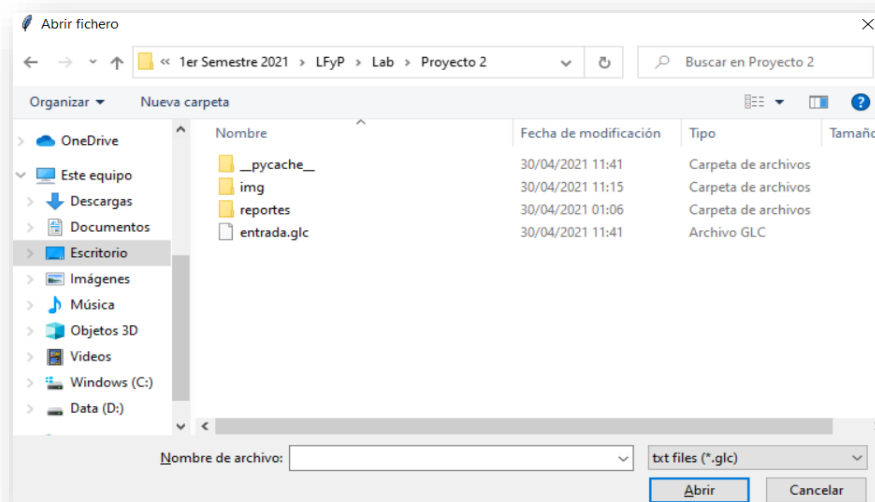 Abrir fichero
« 1er Semestre 2021 > LFyP > Lab > Proyecto 2
Buscar en Proyecto 2
Organizar
Nueva carpeta
OneDrive
Este equipo
Descargas
Documentos
Escritorio
Imágenes
Música
Objetos 3D
Videos
Windows (C:)
Data (D:)
Nombre Fecha de modificación Tipo Tamaño
__pycache__ 30/04/2021 11:41 Carpeta de archivos
img 30/04/2021 11:15 Carpeta de archivos
reportes 30/04/2021 01:06 Carpeta de archivos
entrada.glc 30/04/2021 11:41 Archivo GLC
Nombre de archivo:
txt files (*.glc)
Abrir
Cancelar